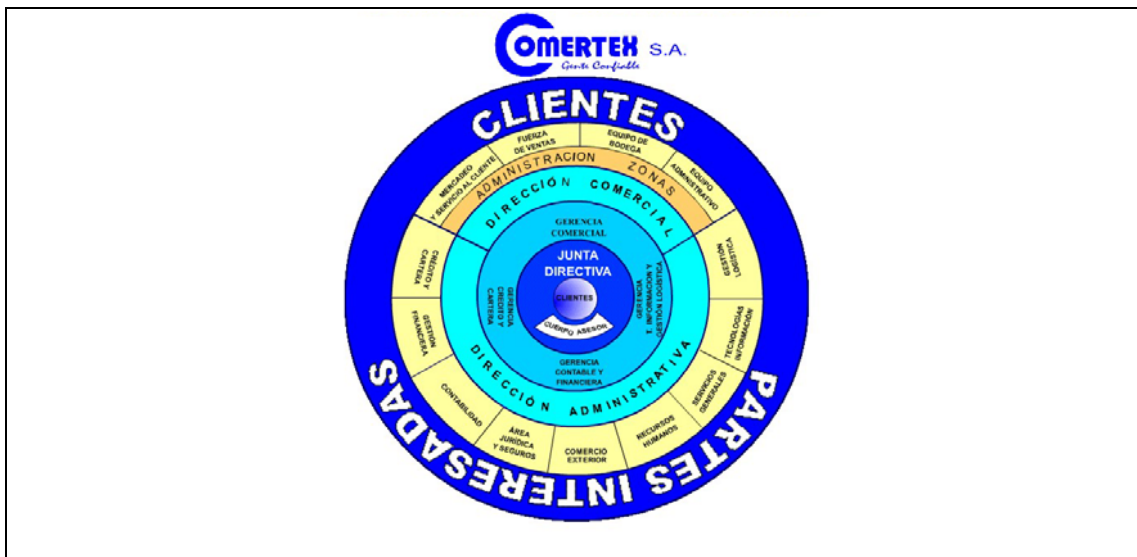 COMERTEX S.A.
Gente Confiable
CLIENTES
FUERZA
DE VENTAS
EQUIPO DE
BODEGA
MERCADEO
Y SERVICIO AL CLIENTE
EQUIPO
ADMINISTRATIVO
ADMINISTRACION ZONAS
DIRECCIÓN COMERCIAL
GERENCIA
COMERCIAL
JUNTA
DIRECTIVA
CLIENTES
CUERPO ASESOR
GERENCIA
CRÉDITO Y
CARTERA
GERENCIA
T. INFORMACION Y
GESTIÓN LOGÍSTICA
GERENCIA
CONTABLE Y
FINANCIERA
DIRECCIÓN ADMINISTRATIVA
CRÉDITO Y
CARTERA
GESTIÓN
FINANCIERA
CONTABILIDAD
ÁREA
JURÍDICA
Y SEGUROS
COMERCIO
EXTERIOR
RECURSOS
HUMANOS
SERVICIOS
GENERALES
TECNOLOGÍAS
INFORMACIÓN
GESTIÓN
LOGÍSTICA
PARTES INTERESADAS